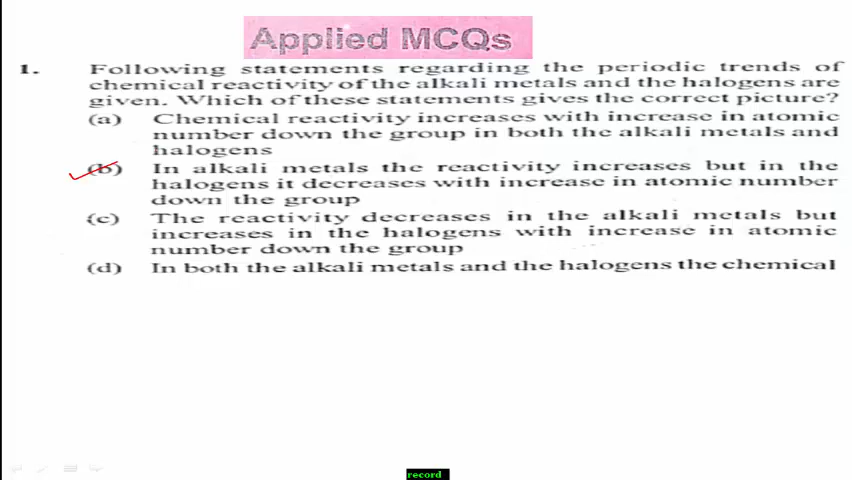 Applied MCQs
1. Following statements regarding the periodic trends of
chemical reactivity of the alkali metals and the halogens are
given. Which of these statements gives the correct picture?
(a) Chemical reactivity increases with increase in atomic
number down the group in both the alkali metals and
halogens
(b) In alkali metals the reactivity increases but in the
halogens it decreases with increase in atomic number
down the group
(c) The reactivity decreases in the alkali metals but
increases in the halogens with increase in atomic
number down the group
(d) In both the alkali metals and the halogens the chemical
record